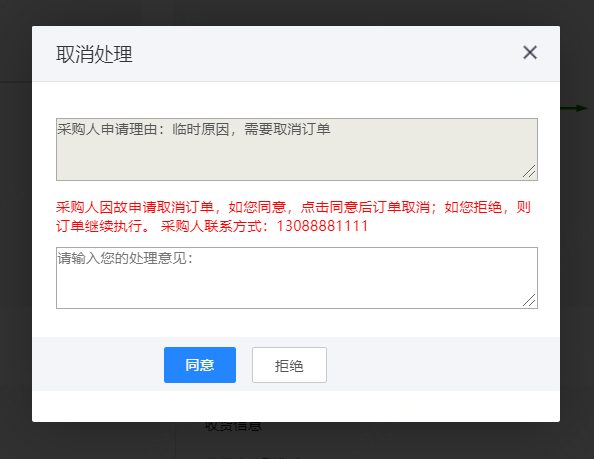 取消处理
采购人申请理由：临时原因，需要取消订单
采购人因故申请取消订单，如您同意，点击同意后订单取消；如您拒绝，则
订单继续执行。 采购人联系方式：13088881111
请输入您的处理意见：
同意
拒绝
收货信息